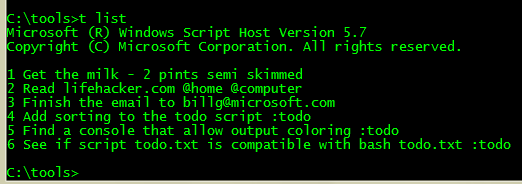 C:\tools>t list
Microsoft (R) Windows Script Host Version 5.7
Copyright (C) Microsoft Corporation. All rights reserved.
1 Get the milk - 2 pints semi skimmed
2 Read lifehacker.com @home @computer
3 Finish the email to billg@microsoft.com
4 Add sorting to the todo script :todo
5 Find a console that allow output coloring :todo
6 See if script todo.txt is compatible with bash todo.txt :todo
C:\tools>